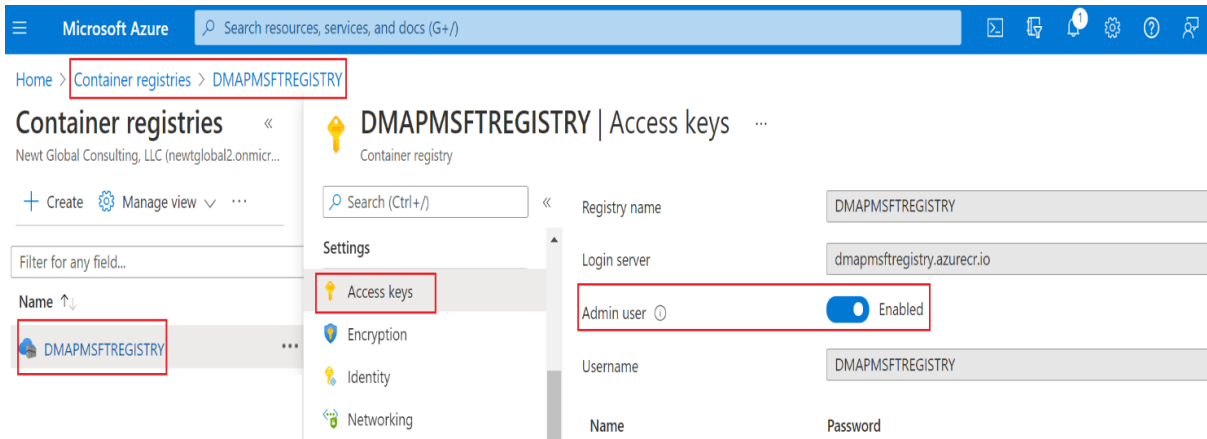 Microsoft Azure
Search resources, services, and docs (G+/)
1
Home > Container registries > DMAPMSFTREGISTRY
Container registries
Newt Global Consulting, LLC (newtglobal2.onmicr...
+ Create Manage view ...
Filter for any field...
Name ↑↓
DMAPMSFTREGISTRY ...
DMAPMSFTREGISTRY | Access keys ...
Container registry
Search (Ctrl+/)
Settings
Access keys
Encryption
Identity
Networking
Registry name DMAPMSFTREGISTRY
Login server dmapmsftregistry.azurecr.io
Admin user Enabled
Username DMAPMSFTREGISTRY
Name Password